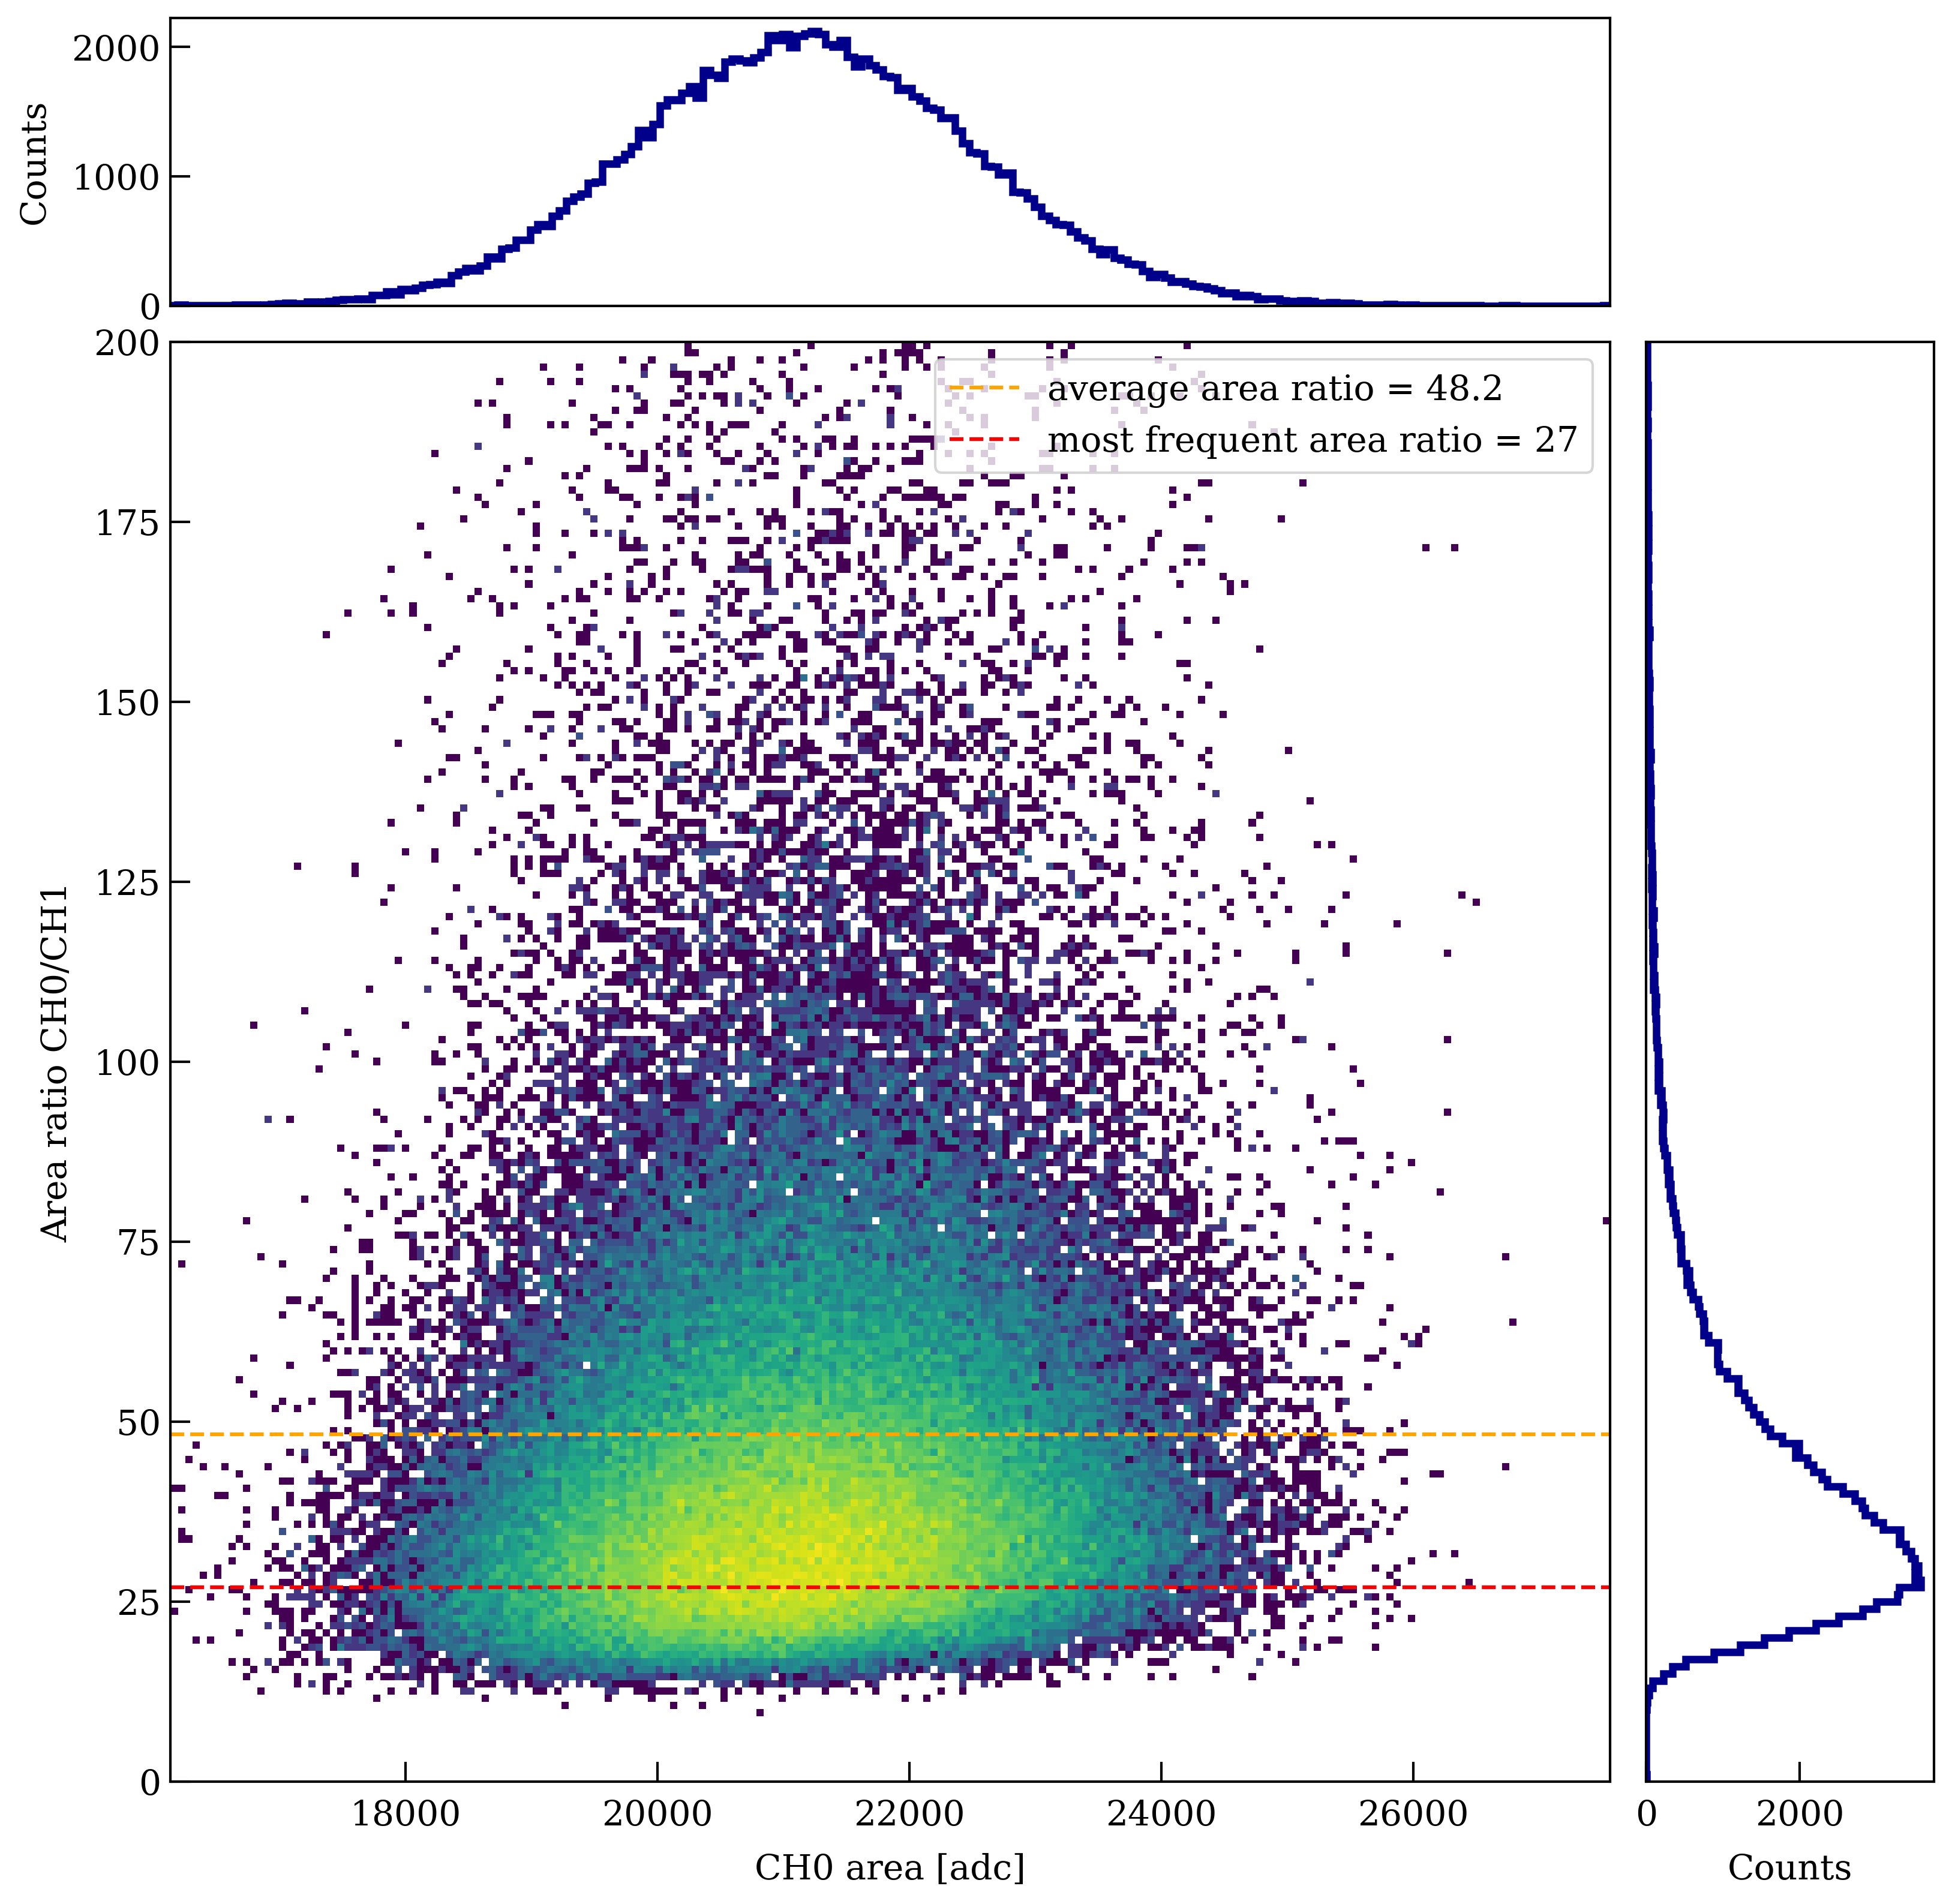 2000
1000
0
Counts
200
175
150
125
100
75
50
25
0
Area ratio CH0/CH1
average area ratio = 48.2
most frequent area ratio = 27
18000 20000 22000 24000 26000
CH0 area [adc]
0 2000
Counts